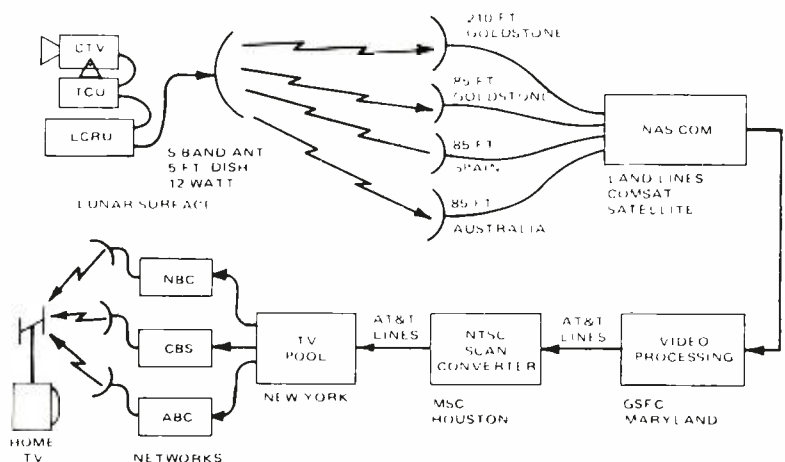 CTV
TCU
LCRU
S BAND ANT
5 FT. DISH
12 WATT
LUNAR SURFACE
210 FT
GOLDSTONE
85 FT
GOLDSTONE
85 FT
SPAIN
85 FT
AUSTRALIA
NASCOM
LAND LINES
COMSAT
SATELLITE
NBC
CBS
ABC
HOME
TV
NETWORKS
TV
POOL
NEW YORK
AT&T
LINES
NTSC
SCAN
CONVERTER
MSC
HOUSTON
AT&T
LINES
VIDEO
PROCESSING
GSFC
MARYLAND